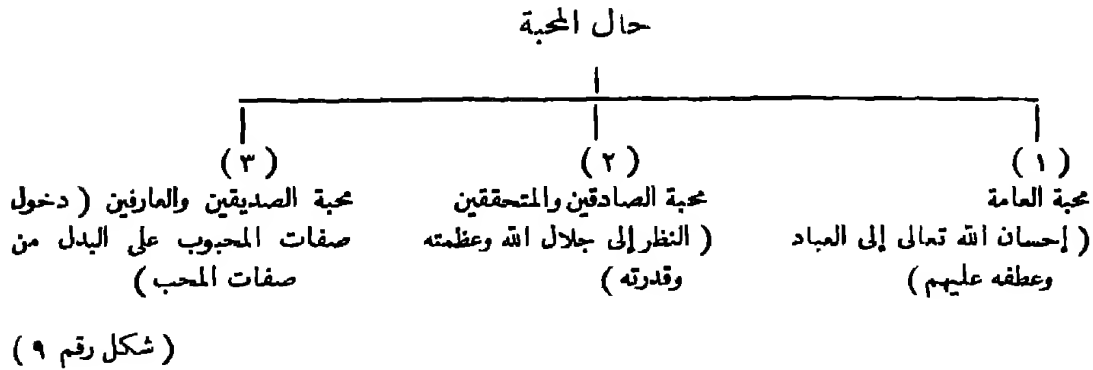 حال المحبة
( ١ )
محبة العامة
( إحسان الله تعالى إلى العباد
وعطفه عليهم )
( ٢ )
محبة الصادقين والمتحققين
( النظر إلى جلال الله وعظمته
وقدرته )
( ٣ )
محبة الصديقين والعارفين ( دخول
صفات المحبوب على البدل من
صفات المحب )
( شكل رقم ٩ )